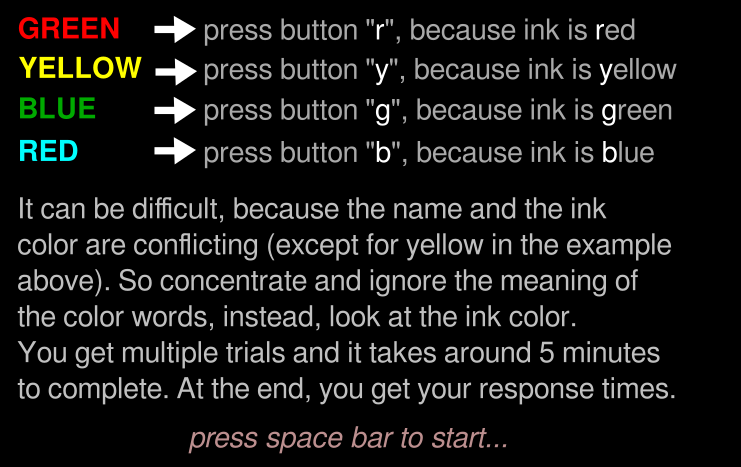 GREEN press button "r", because ink is red
YELLOW press button "y", because ink is yellow
BLUE press button "g", because ink is green
RED press button "b", because ink is blue
It can be difficult, because the name and the ink
color are conflicting (except for yellow in the example
above). So concentrate and ignore the meaning of
the color words, instead, look at the ink color.
You get multiple trials and it takes around 5 minutes
to complete. At the end, you get your response times.
press space bar to start...